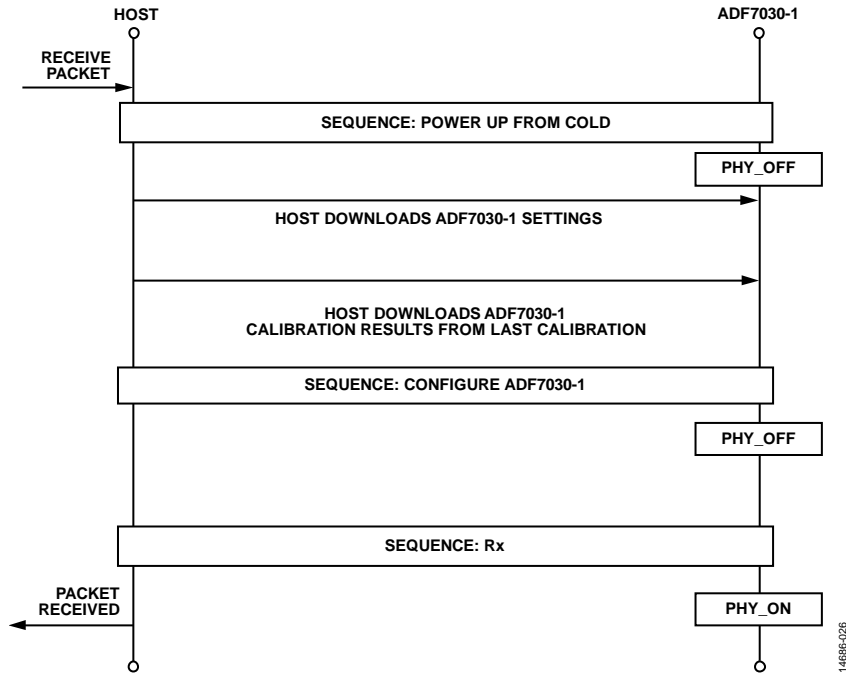 HOST
ADF7030-1
RECEIVE
PACKET
SEQUENCE: POWER UP FROM COLD
PHY_OFF
HOST DOWNLOADS ADF7030-1 SETTINGS
HOST DOWNLOADS ADF7030-1
CALIBRATION RESULTS FROM LAST CALIBRATION
SEQUENCE: CONFIGURE ADF7030-1
PHY_OFF
SEQUENCE: Rx
PACKET
RECEIVED
PHY_ON
14686-026